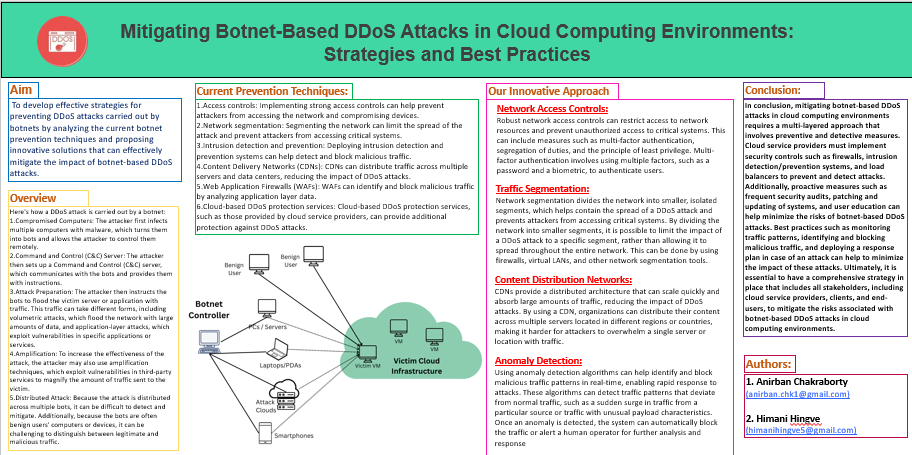 DDOS
Mitigating Botnet-Based DDoS Attacks in Cloud Computing Environments:
Strategies and Best Practices
Aim
To develop effective strategies for
preventing DDoS attacks carried out by
botnets by analyzing the current botnet
prevention techniques and proposing
innovative solutions that can effectively
mitigate the impact of botnet-based DDoS
attacks.
Overview
Here's how a DDoS attack is carried out by a botnet:
1.Compromised Computers: The attacker first infects
multiple computers with malware, which turns them
into bots and allows the attacker to control them
remotely.
2.Command and Control (C&C) Server: The attacker
then sets up a Command and Control (C&C) server,
which communicates with the bots and provides them
with instructions.
3.Attack Preparation: The attacker then instructs
the bots to flood the victim server or application with
traffic. This traffic can take different forms, including
volumetric attacks, which flood the network with large
amounts of data, and application-layer attacks, which
exploit vulnerabilities in specific applications or
services.
4.Amplification: To increase the effectiveness of the
attack, the attacker may also use amplification
techniques, which exploit vulnerabilities in third-party
services to magnify the amount of traffic sent to the
victim.
5.Distributed Attack: Because the attack is distributed
across multiple bots, it can be difficult to detect and
mitigate. Additionally, because the bots are often
benign users' computers or devices, it can be
challenging to distinguish between legitimate and
malicious traffic.
Current Prevention Techniques:
1.Access controls: Implementing strong access controls can help prevent
attackers from accessing the network and compromising devices.
2.Network segmentation: Segmenting the network can limit the spread of the
attack and prevent attackers from accessing critical systems.
3.Intrusion detection and prevention: Deploying intrusion detection and
prevention systems can help detect and block malicious traffic.
4.Content Delivery Networks (CDNs): CDNs can distribute traffic across multiple
servers and data centers, reducing the impact of DDoS attacks.
5.Web Application Firewalls (WAFs): WAFs can identify and block malicious traffic
by analyzing application layer data.
6.Cloud-based DDoS protection services: Cloud-based DDoS protection services,
such as those provided by cloud service providers, can provide additional
protection against DDoS attacks.
Benign
User
Benign
User
Botnet
Controller
PCs / Servers
Laptops/PDAs
Attack
Clouds
Smartphones
VM
VM
Victim VM
Victim Cloud
Infrastructure
Our Innovative Approach
Network Access Controls:
Robust network access controls can restrict access to network
resources and prevent unauthorized access to critical systems. This
can include measures such as multi-factor authentication,
segregation of duties, and the principle of least privilege. Multi-
factor authentication involves using multiple factors, such as a
password and a biometric, to authenticate users.
Traffic Segmentation:
Network segmentation divides the network into smaller, isolated
segments, which helps contain the spread of a DDoS attack and
prevents attackers from accessing critical systems. By dividing the
network into smaller segments, it is possible to limit the impact of
a DDoS attack to a specific segment, rather than allowing it to
spread throughout the entire network. This can be done by using
firewalls, virtual LANs, and other network segmentation tools.
Content Distribution Networks:
CDNs provide a distributed architecture that can scale quickly and
absorb large amounts of traffic, reducing the impact of DDoS
attacks. By using a CDN, organizations can distribute their content
across multiple servers located in different regions or countries,
making it harder for attackers to overwhelm a single server or
location with traffic.
Anomaly Detection:
Using anomaly detection algorithms can help identify and block
malicious traffic patterns in real-time, enabling rapid response to
attacks. These algorithms can detect traffic patterns that deviate
from normal traffic, such as a sudden surge in traffic from a
particular source or traffic with unusual payload characteristics.
Once an anomaly is detected, the system can automatically block
the traffic or alert a human operator for further analysis and
response
Conclusion:
In conclusion, mitigating botnet-based DDoS
attacks in cloud computing environments
requires a multi-layered approach that
involves preventive and detective measures.
Cloud service providers must implement
security controls such as firewalls, intrusion
detection/prevention systems, and load
balancers to prevent and detect attacks.
Additionally, proactive measures such as
frequent security audits, patching and
updating of systems, and user education can
help minimize the risks of botnet-based DDoS
attacks. Best practices such as monitoring
traffic patterns, identifying and blocking
malicious traffic, and deploying a response
plan in case of an attack can help to minimize
the impact of these attacks. Ultimately, it is
essential to have a comprehensive strategy in
place that includes all stakeholders, including
cloud service providers, clients, and end-
users, to mitigate the risks associated with
botnet-based DDoS attacks in cloud
computing environments.
Authors:
1. Anirban Chakraborty
(anirban.chk1@gmail.com)
2. Himani Hingve
(himanihingve5@gmail.com)